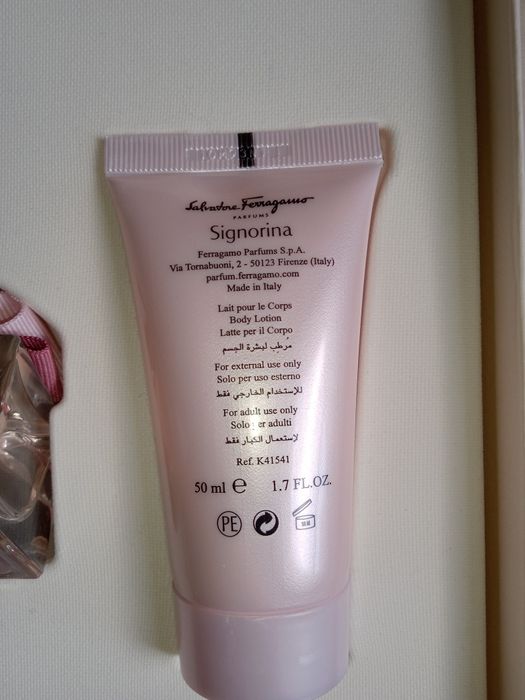 Salvatore Ferragamo
PARFUMS
Signorina
Ferragamo Parfums S.p.A.
Via Tornabuoni, 2 - 50123 Firenze (Italy)
parfum.ferragamo.com
Made in Italy
Lait pour le Corps
Body Lotion
Latte per il Corpo
مُرطب لبشرة الجسم
For external use only
Solo per uso esterno
للإستخدام الخارجي فقط
For adult use only
Solo per adulti
لإستعمال الكبار فقط
Ref. K41541
50 ml ℮ 1.7 FL.OZ.
PE